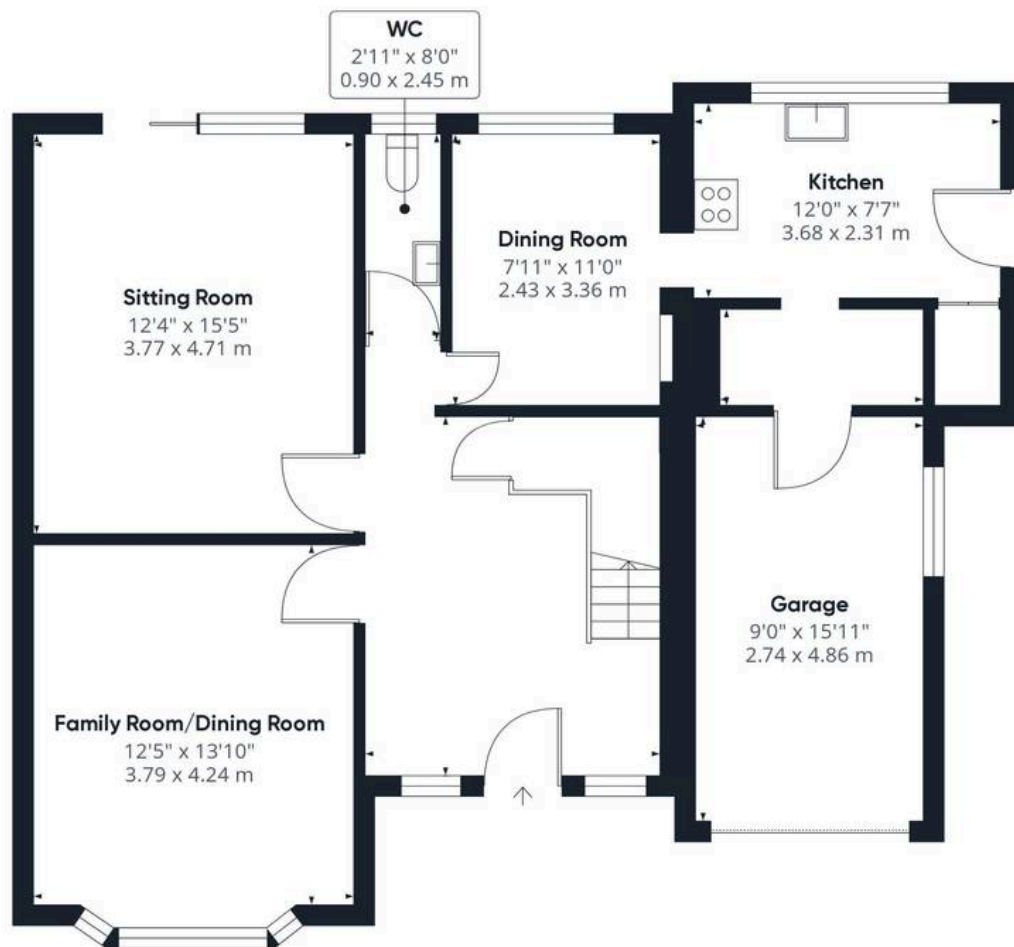 WC
2'11" x 8'0"
0.90 x 2.45 m
Kitchen
12'0" x 7'7"
3.68 x 2.31 m
Dining Room
7'11" x 11'0"
2.43 x 3.36 m
Sitting Room
12'4" x 15'5"
3.77 x 4.71 m
Garage
9'0" x 15'11"
2.74 x 4.86 m
Family Room/Dining Room
12'5" x 13'10"
3.79 x 4.24 m